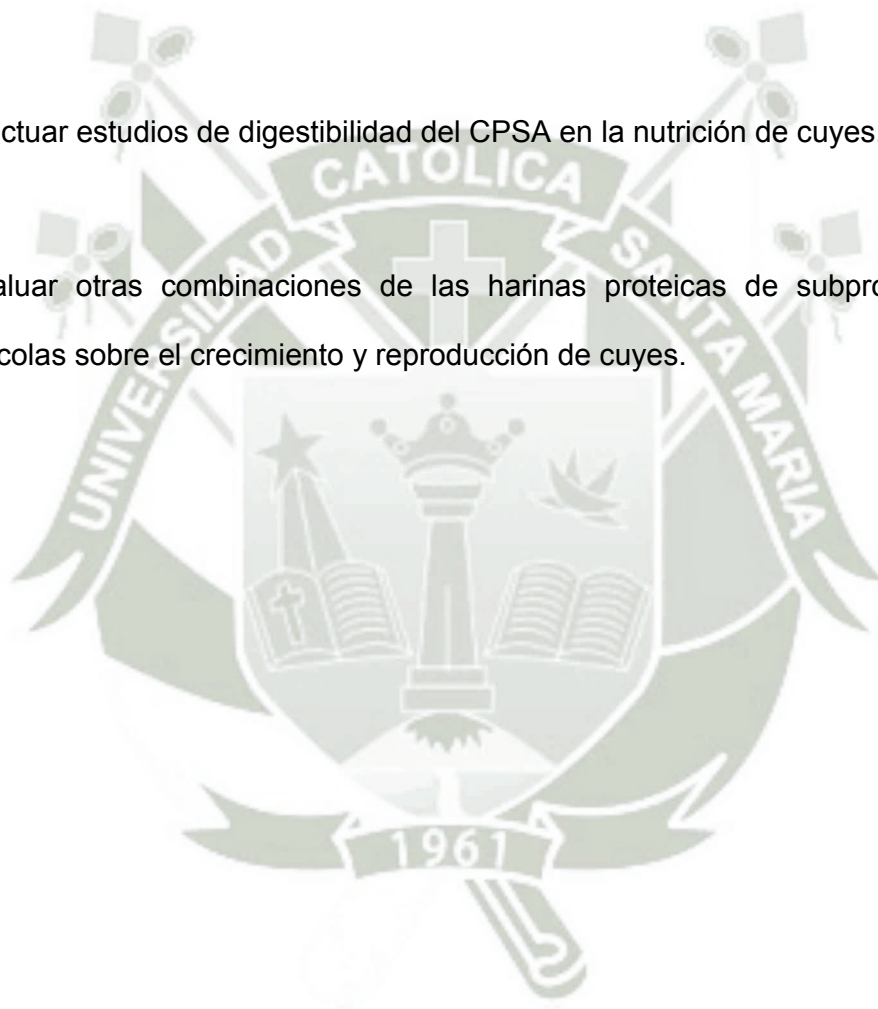 ctuar estudios de digestibilidad del CPSA en la nutrición de cuyes.
CATOLICA
UNIVERSIDAD
SANTA MARIA
aluar otras combinaciones de las harinas proteicas de subpro
colas sobre el crecimiento y reproducción de cuyes.
1961